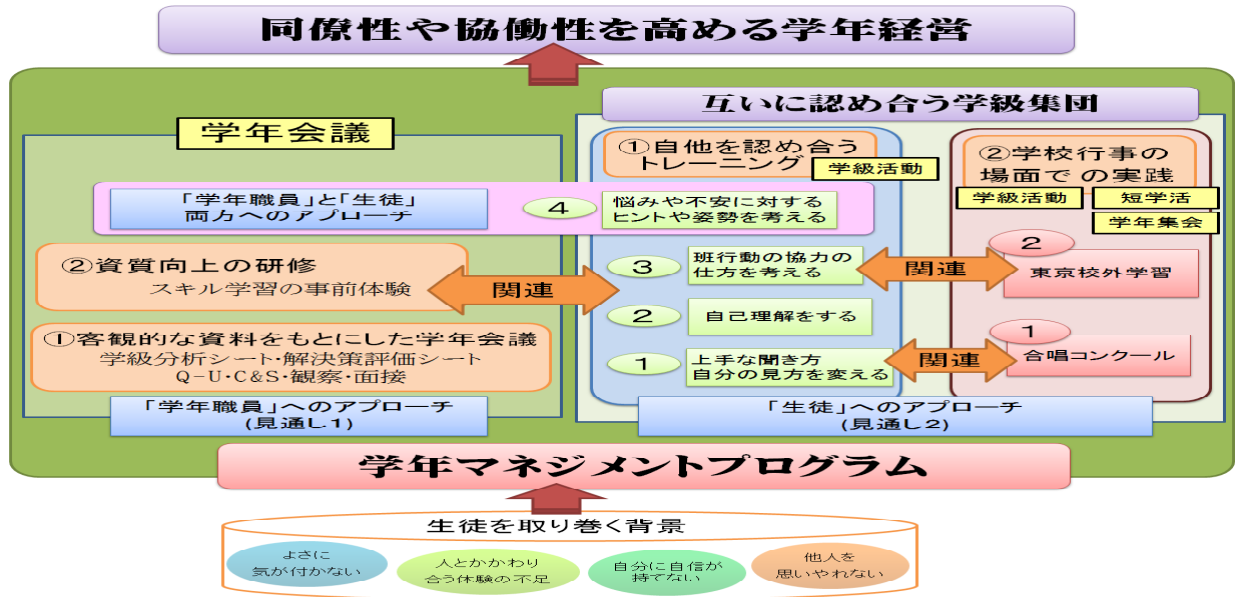 同僚性や協働性を高める学年経営
互いに認め合う学級集団
学年会議
①自他を認め合う
トレーニング
学級活動
②学校行事の
場面での実践
学級活動
短学活
学年集会
「学年職員」と「生徒」
両方へのアプローチ
4
悩みや不安に対する
ヒントや姿勢を考える
②資質向上の研修
スキル学習の事前体験
関連
3
班行動の協力の
仕方を考える
関連
2
東京校外学習
2
自己理解をする
①客観的な資料をもとにした学年会議
学級分析シート・解決策評価シート
Q-U・C&S・観察・面接
1
上手な聞き方
自分の見方を変える
関連
1
合唱コンクール
「学年職員」へのアプローチ
(見通し1)
「生徒」へのアプローチ
(見通し2)
学年マネジメントプログラム
生徒を取り巻く背景
よさに
気が付かない
人とかかわり
合う体験の不足
自分に自信が
持てない
他人を
思いやれない